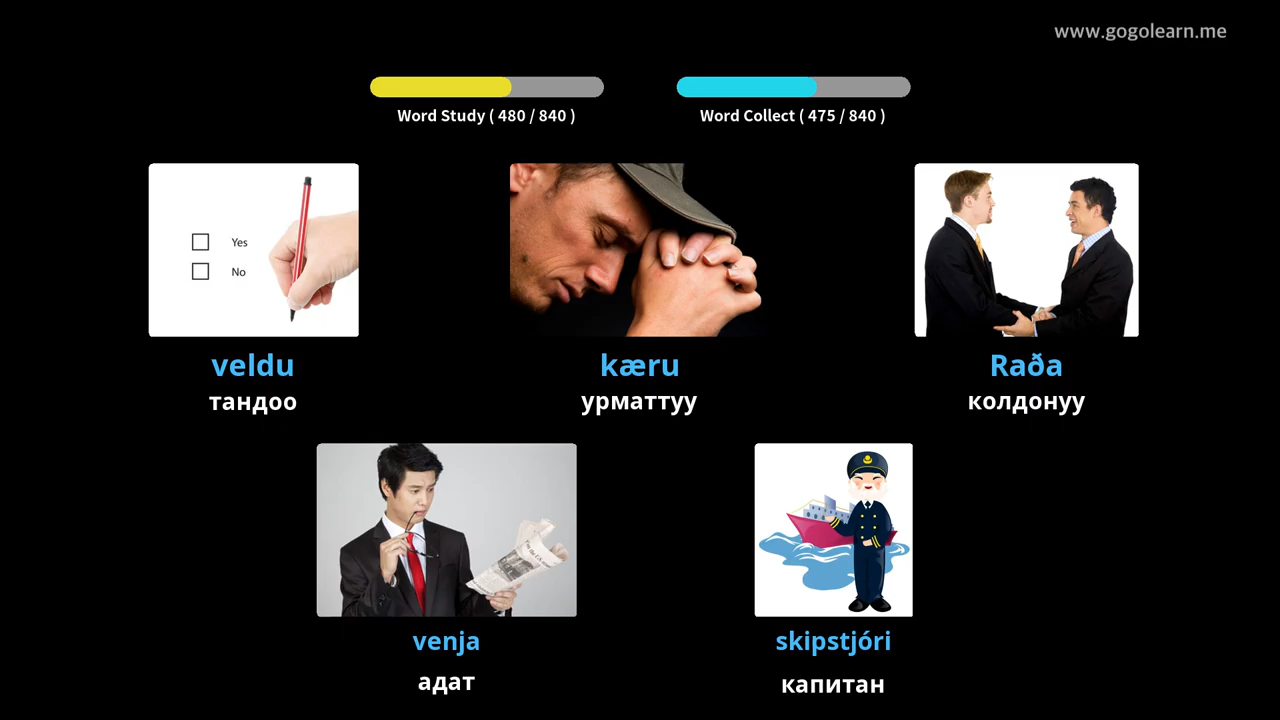 www.gogolearn.me
Word Study ( 480 / 840 )
Word Collect ( 475 / 840 )
Yes
No
veldu
тандоо
kæru
урматтуу
Raða
колдонуу
venja
адат
skipstjóri
капитан